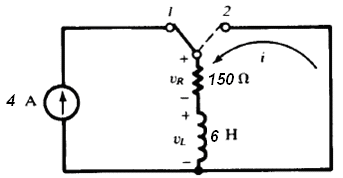 1 2
+
i
v_R 150 Ω
4 A
−
+
v_L 6 H
−